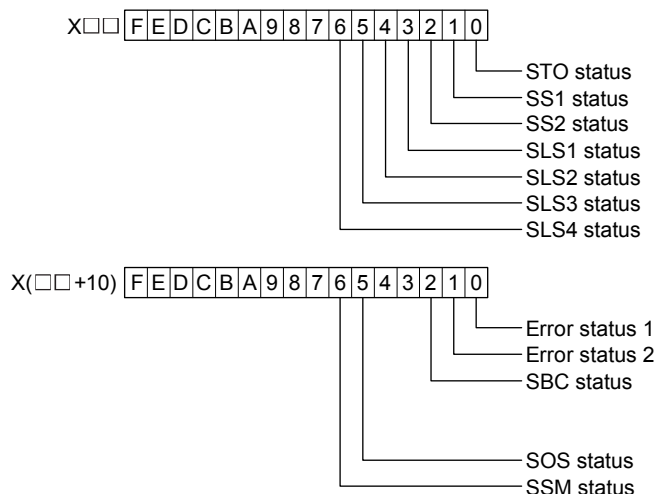 X□□ F E D C B A 9 8 7 6 5 4 3 2 1 0
STO status
SS1 status
SS2 status
SLS1 status
SLS2 status
SLS3 status
SLS4 status
X(□□+10) F E D C B A 9 8 7 6 5 4 3 2 1 0
Error status 1
Error status 2
SBC status
SOS status
SSM status